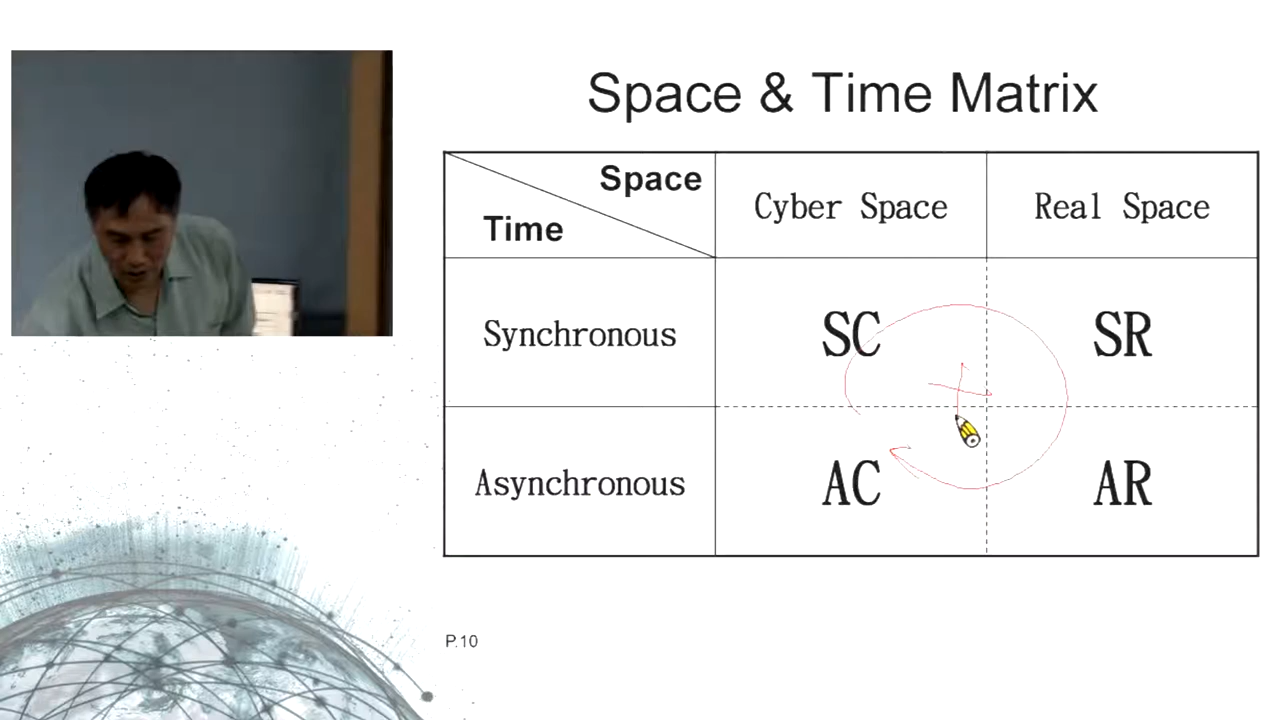 Space & Time Matrix
Space
Time
Cyber Space
Real Space
Synchronous
SC
SR
Asynchronous
AC
AR
P.10